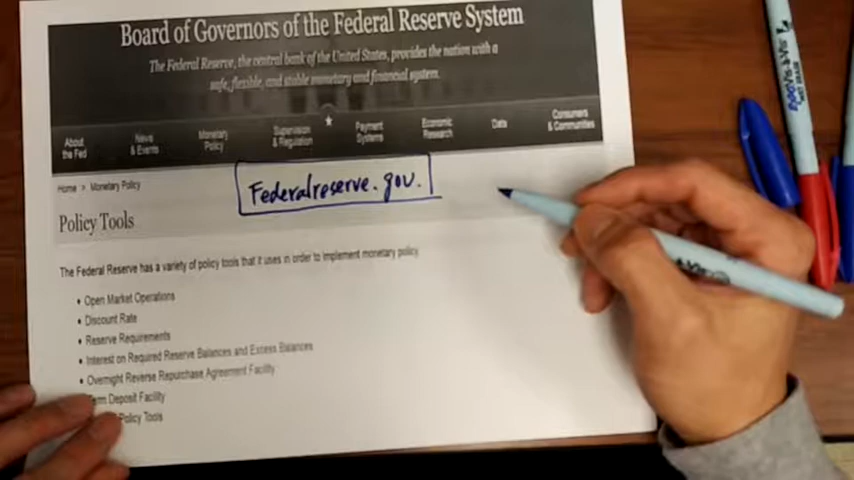 Board of Governors of the Federal Reserve System
The Federal Reserve, the central bank of the United States, provides the nation with a
safe, flexible, and stable monetary and financial system.
About the Fed
News & Events
Monetary Policy
Supervision & Regulation
Payment Systems
Economic Research
Data
Consumers & Communities
Home > Monetary Policy
Federalreserve.gov.
Policy Tools
The Federal Reserve has a variety of policy tools that it uses in order to implement monetary policy
• Open Market Operations
• Discount Rate
• Reserve Requirements
• Interest on Required Reserve Balances and Excess Balances
• Overnight Reverse Repurchase Agreement Facility
Term Deposit Facility
Policy Tools